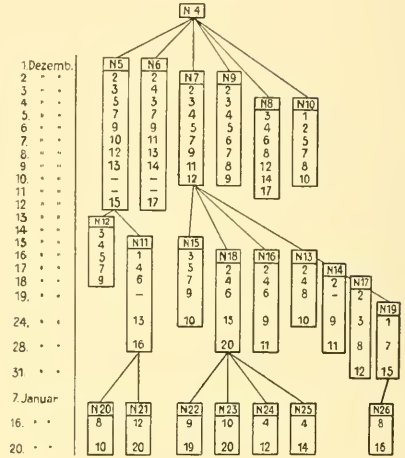 N 4
1. Dezemb. N5 N6 N7 N9
2 " " 2 2 2 2
3 " " 3 4 3 3 N8 N10
4 " " 5 3 4 4 3 1
5. " " 7 7 5 5 4 2
6 " " 9 9 7 6 6 5
7. " " 10 11 9 7 8 7
8. " " 12 13 11 8 12 8
9 " " 13 14 12 9 14 10
10. " " – – 17
11 " " – –
12 " " 15 17
13 " " N12
14 " " 3 N11 N15 N13
15 " " 4 1 3 N18 N16 2 N14
16 " " 5 4 5 2 2 4 2 N17
17 " " 7 6 7 4 4 8 – 2
18 " " 9 – 9 6 6 N19
19, " "
24, " " 13 10 13 9 10 9 3 1
28. " " 16 20 11 11 8 7
31. " " 12 15
7. Januar N20 N21 N22 N23 N24 N25 N26
16. " " 8 12 9 10 4 4 8
20. " " 10 20 19 20 12 14 16